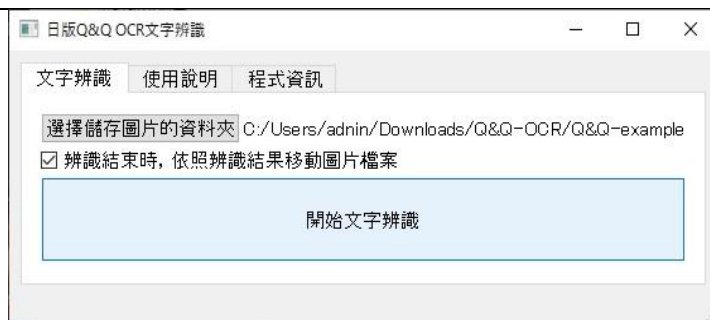 日版Q&Q OCR文字辨識
文字辨識 使用說明 程式資訊
選擇儲存圖片的資料夾 C:/Users/adnin/Downloads/Q&Q-OCR/Q&Q-example
辨識結束時, 依照辨識結果移動圖片檔案
開始文字辨識